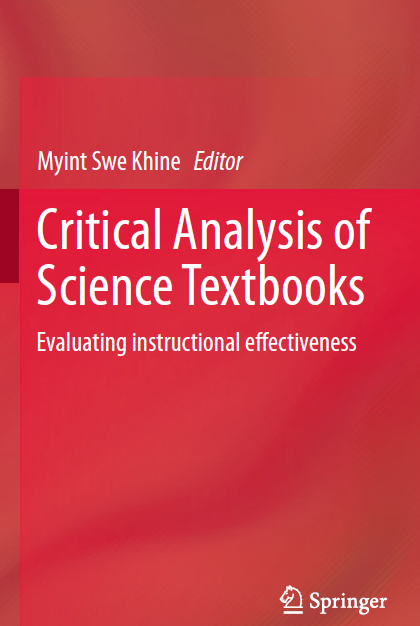 Myint Swe Khine Editor
Critical Analysis of
Science Textbooks
Evaluating instructional effectiveness
Springer